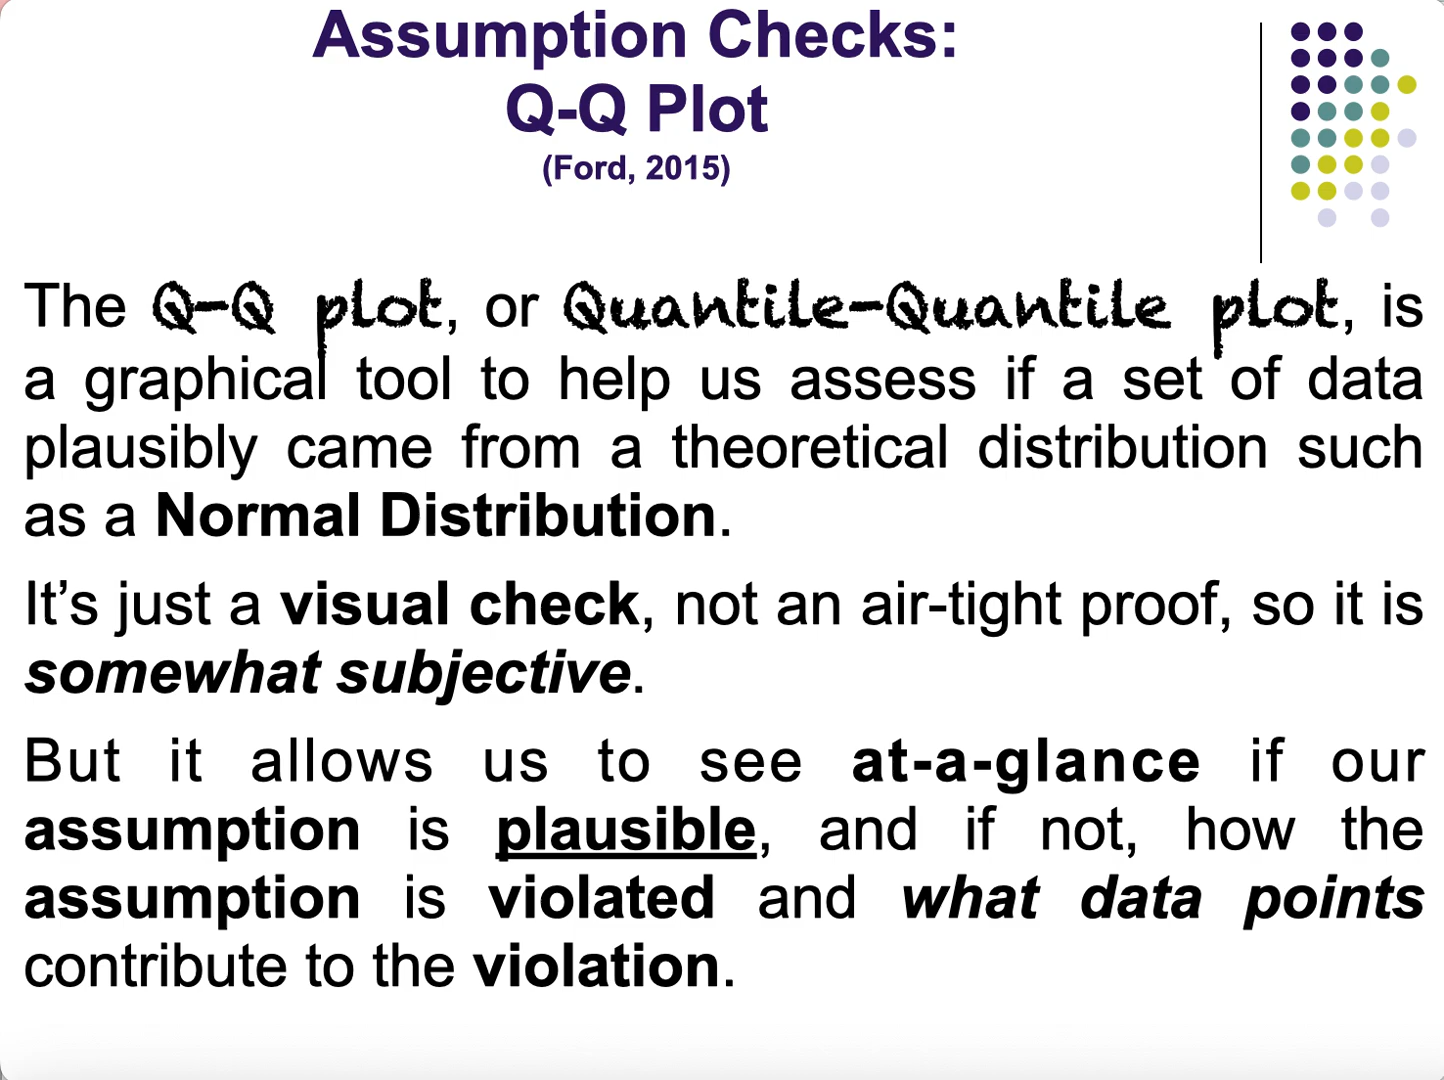 Assumption Checks:
Q-Q Plot
(Ford, 2015)
The Q-Q plot, or Quantile-Quantile plot, is
a graphical tool to help us assess if a set of data
plausibly came from a theoretical distribution such
as a Normal Distribution.
It’s just a visual check, not an air-tight proof, so it is
somewhat subjective.
But it allows us to see at-a-glance if our
assumption is plausible, and if not, how the
assumption is violated and what data points
contribute to the violation.